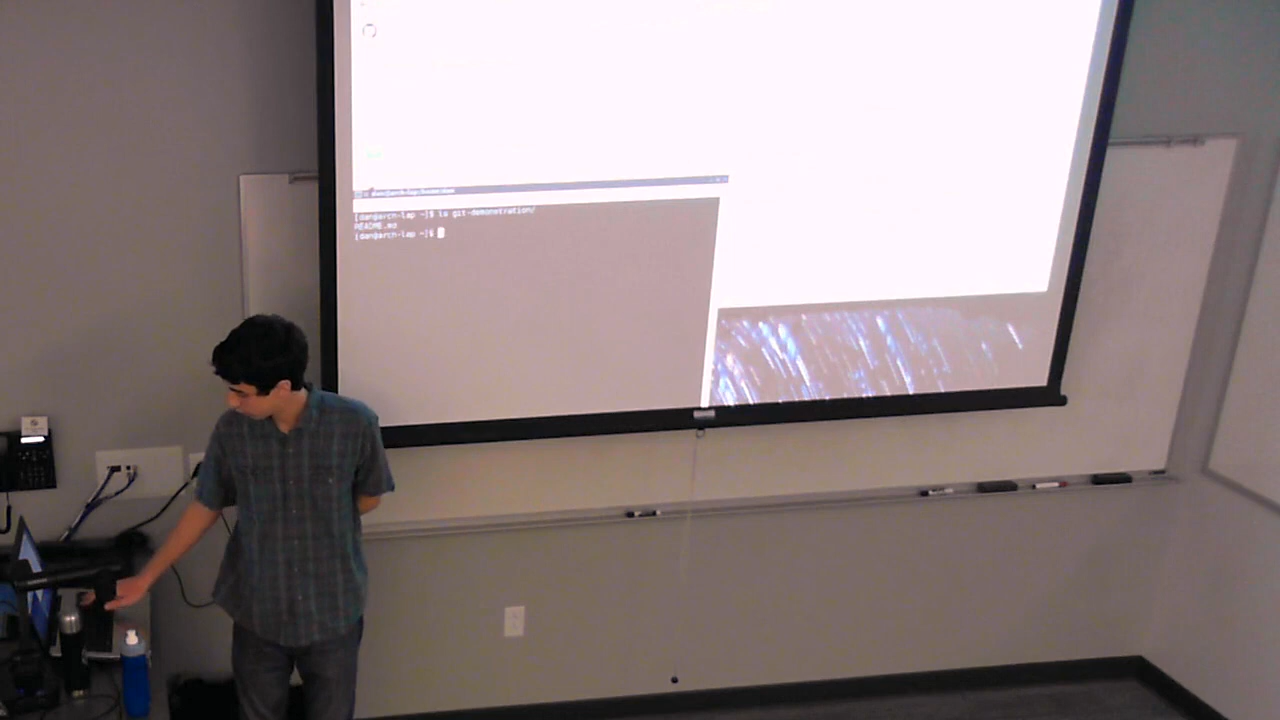 [dan@arch-lap ~]$ ls git-demonstration/
README.md
[dan@arch-lap ~]$